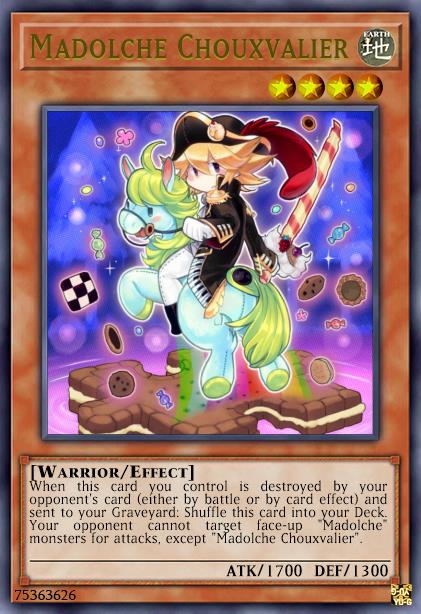 MADOLCHE CHOUXVALIER
EARTH
地
[WARRIOR/EFFECT]
When this card you control is destroyed by your
opponent's card (either by battle or by card effect) and
sent to your Graveyard: Shuffle this card into your Deck.
Your opponent cannot target face-up "Madolche"
monsters for attacks, except "Madolche Chouxvalier".
ATK/1700 DEF/1300
75363626